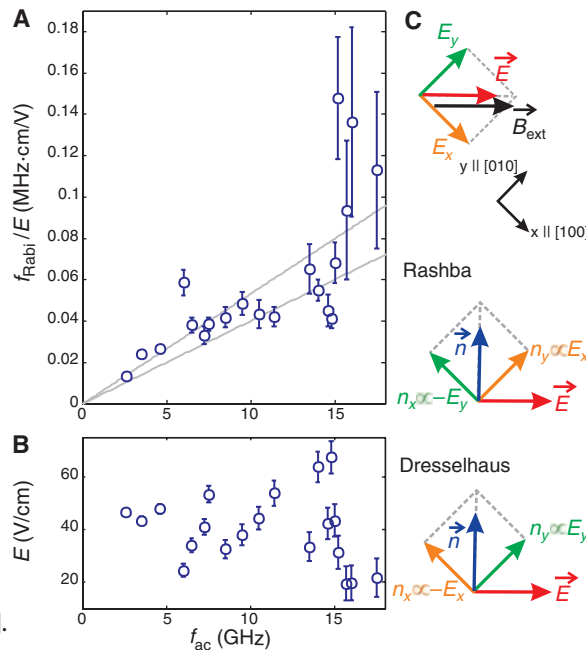 A
0.18
0.16
0.14
0.12
0.1
0.08
0.06
0.04
0.02
0
f_Rabi/E (MHz·cm/V)
0 5 10 15
B
60
40
20
E (V/cm)
0 5 10 15
f_ac (GHz)
].
C
E_y
E
B_ext
E_x
y || [010]
x || [100]
Rashba
n
n_y∝E_x
n_x∝−E_y
E
Dresselhaus
n
n_y∝E_y
n_x∝−E_x
E